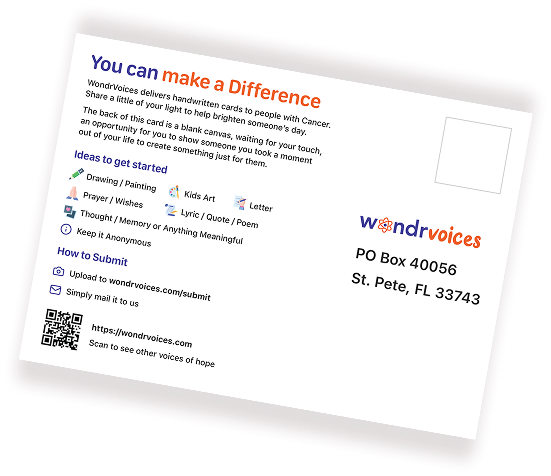 You can make a Difference
WondrVoices delivers handwritten cards to people with Cancer.
Share a little of your light to help brighten someone's day.
The back of this card is a blank canvas, waiting for your touch,
an opportunity for you to show someone you took a moment
out of your life to create something just for them.
Ideas to get started
Drawing / Painting
Kids Art
Letter
Prayer / Wishes
Lyric / Quote / Poem
Thought / Memory or Anything Meaningful
Keep it Anonymous
How to Submit
Upload to wondrvoices.com/submit
Simply mail it to us
https://wondrvoices.com
Scan to see other voices of hope
wondrvoices
PO Box 40056
St. Pete, FL 33743